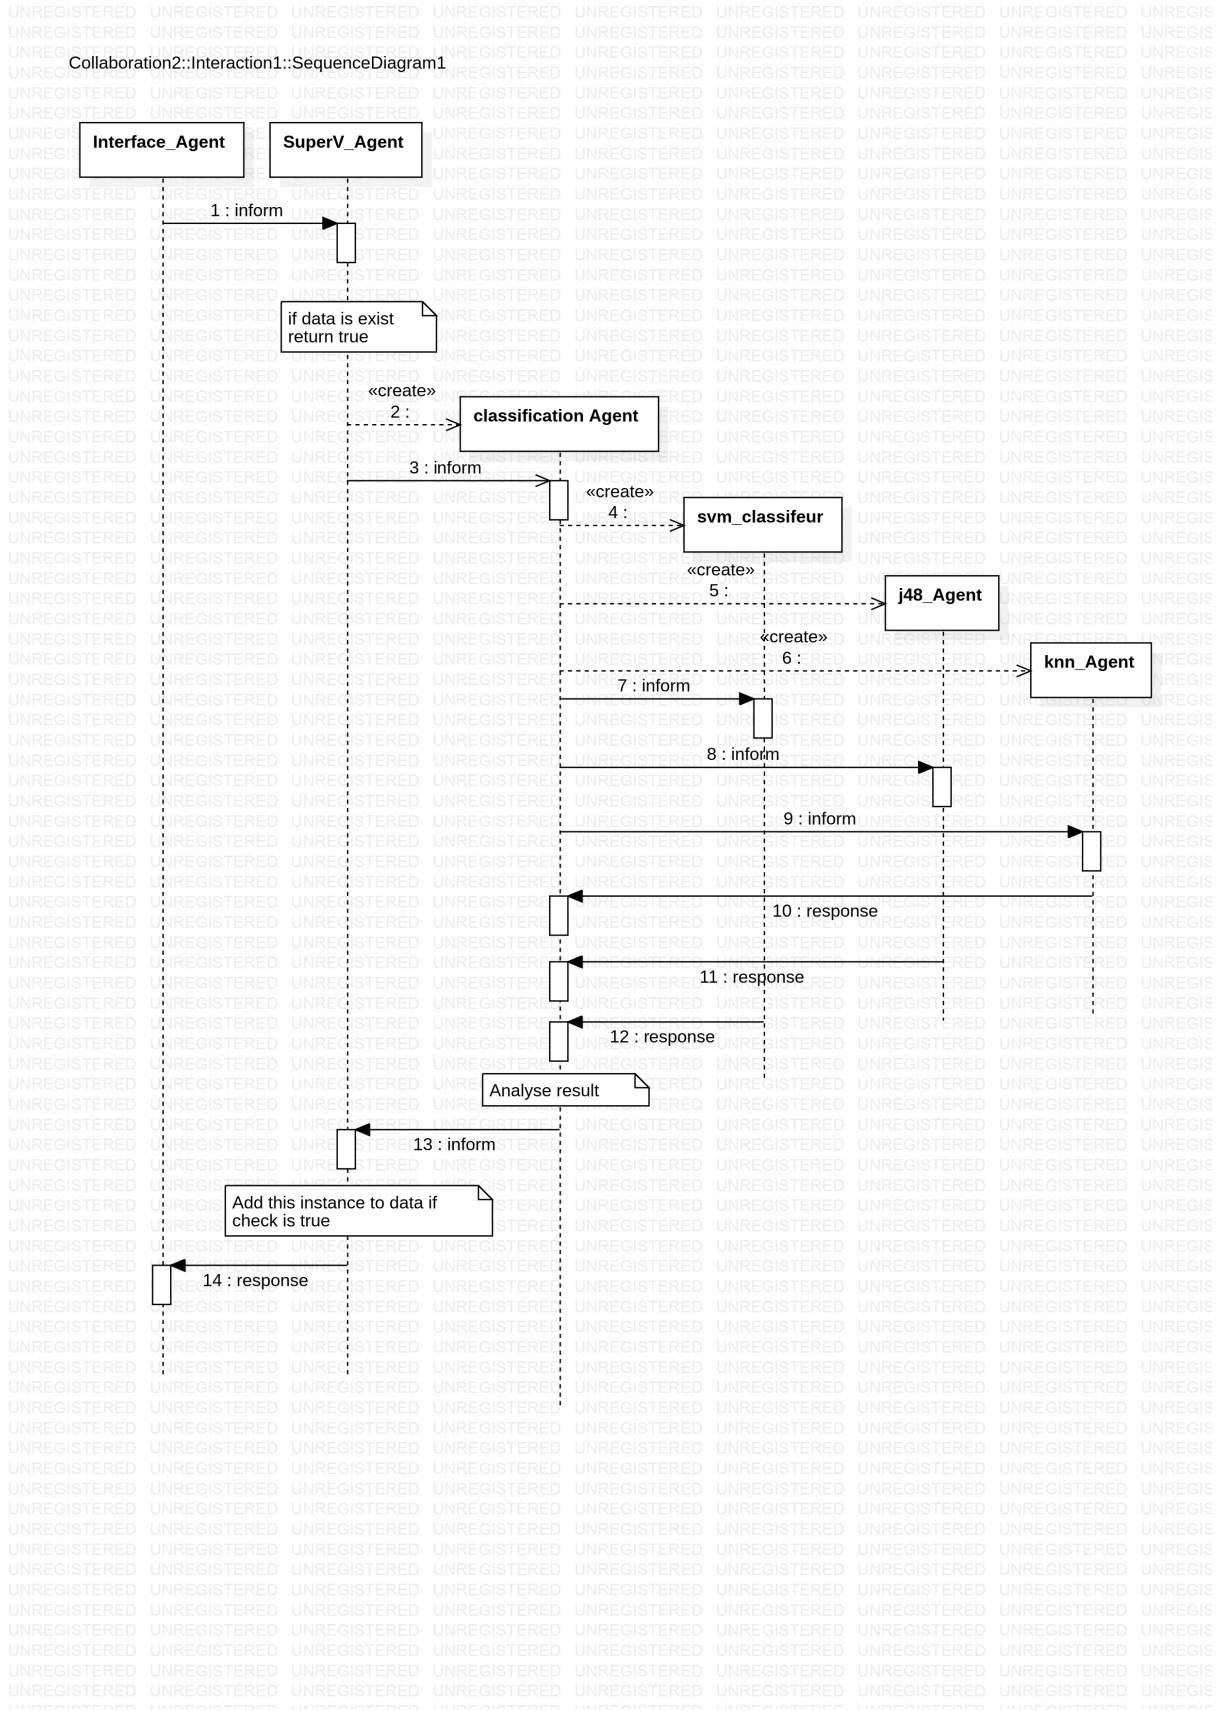 Collaboration2::Interaction1::SequenceDiagram1
Interface_Agent
SuperV_Agent
1 : inform
if data is exist
return true
«create»
2 :
classification Agent
3 : inform
«create»
4 :
svm_classifeur
«create»
5 :
j48_Agent
«create»
6 :
knn_Agent
7 : inform
8 : inform
9 : inform
10 : response
11 : response
12 : response
Analyse result
13 : inform
Add this instance to data if
check is true
14 : response
UNREGISTERED